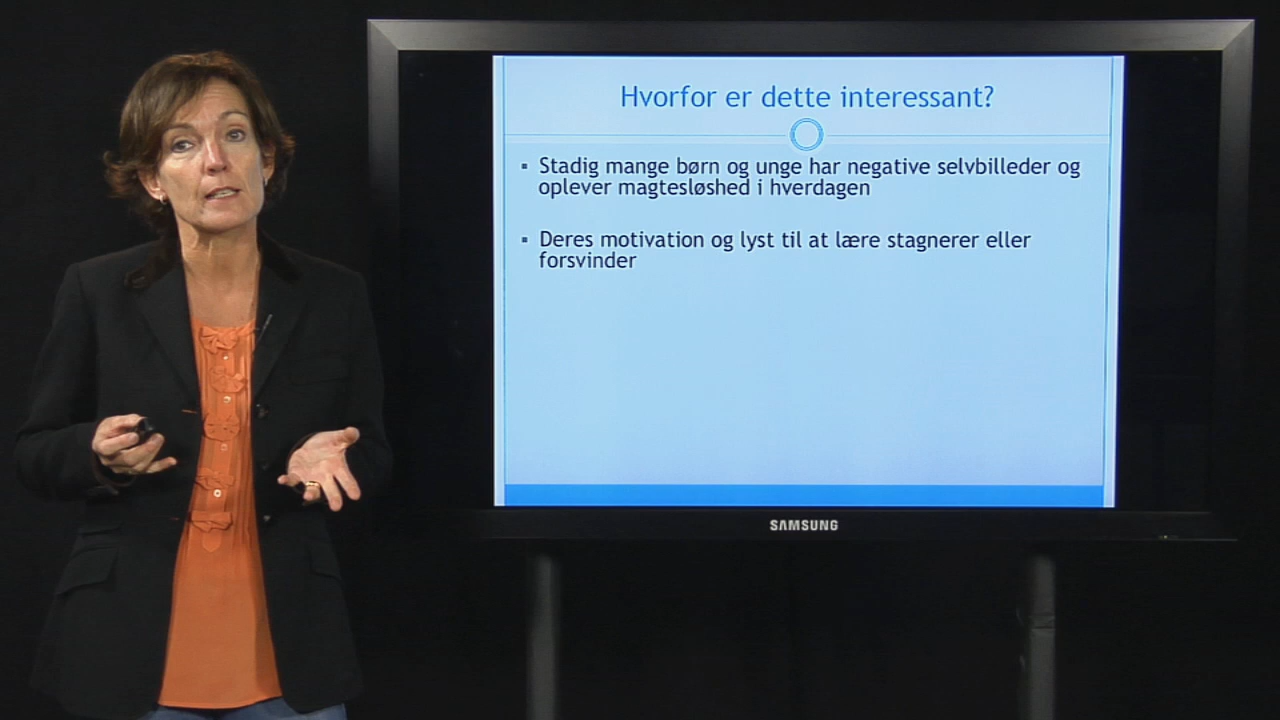 Hvorfor er dette interessant?
▪ Stadig mange børn og unge har negative selvbilleder og
oplever magtesløshed i hverdagen
▪ Deres motivation og lyst til at lære stagnerer eller
forsvinder
SAMSUNG